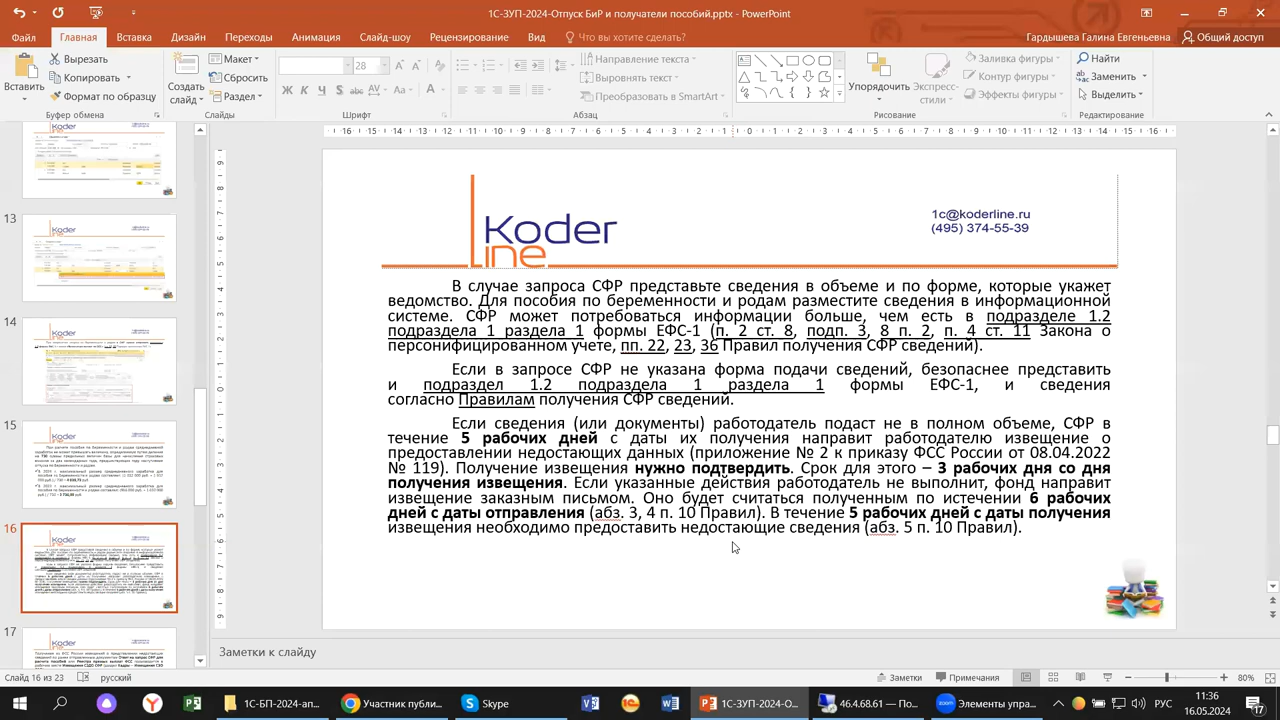 1С-ЗУП-2024-ОП-2.pptx - PowerPoint
Файл Главная Вставка Дизайн Переходы Анимация Слайд-шоу Рецензирование Вид Что вы хотите сделать? Гардышева Галина Евгеньевна Общий доступ
Вставить
Вырезать
Копировать
Формат по образцу
Буфер обмена
Создать слайд
Макет
Сбросить
Раздел
Слайды
28
Ж К Ч S abc AV Aa A
Шрифт
Направление текста
Выровнять текст
Преобразовать в SmartArt
Абзац
Упорядочить
Экспресс-стили
Заливка фигуры
Контур фигуры
Эффекты фигуры
Рисование
Найти
Заменить
Выделить
Редактирование
13
14
15
16
17
Koder
line
1c@koderline.ru
(495) 374-55-39
В случае запроса СФР представьте сведения в объеме и по форме, которые укажет
ведомство. Для пособия по беременности и родам разместите сведения в информационной
системе. СФР может потребоваться информации больше, чем есть в подразделе 1.2
подраздела 1 раздела 1 формы ЕФС-1 (п. 2 ст. 8, подп. 3, 8 п. 2, п. 4 ст. 11 Закона о
персонифицированном учете, пп. 22, 23, 36 Правил получения СФР сведений).
Если в запросе СФР не указана форма подачи сведений, безопаснее представить
и подраздел 1.2 подраздела 1 раздела 1 формы ЕФС-1, и сведения
согласно Правилам получения СФР сведений.
Если сведения (или документы) работодатель подаст не в полном объеме, СФР в
течение 5 рабочих дней с даты их получения направит работодателю извещение о
предоставлении недостающих данных (приложение № 2 к приказу ФСС России от 08.04.2022
№ 119). Получение извещения нужно подтвердить. Срок для этого – 3 рабочих дня со дня
получения извещения. Если указанные действия работодатель не выполнит, фонд направит
извещение заказным письмом. Оно будет считаться полученным по истечении 6 рабочих
дней с даты отправления (абз. 3, 4 п. 10 Правил). В течение 5 рабочих дней с даты получения
извещения необходимо предоставить недостающие сведения (абз. 5 п. 10 Правил).
Заметки к слайду
Слайд 16 из 23 русский Заметки Примечания 80%
1С-БП-2024-ап... Участник публи... Skype 1С-ЗУП-2024-О... 46.4.68.61 — По... Элементы упра... РУС 11:36
16.05.2024